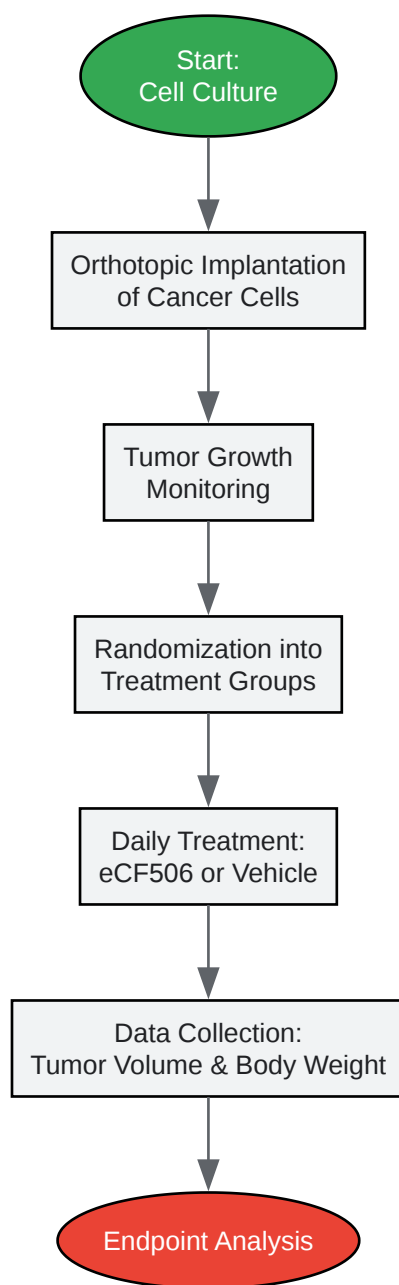 Start:
Cell Culture
Orthotopic Implantation
of Cancer Cells
Tumor Growth
Monitoring
Randomization into
Treatment Groups
Daily Treatment:
eCF506 or Vehicle
Data Collection:
Tumor Volume & Body Weight
Endpoint Analysis